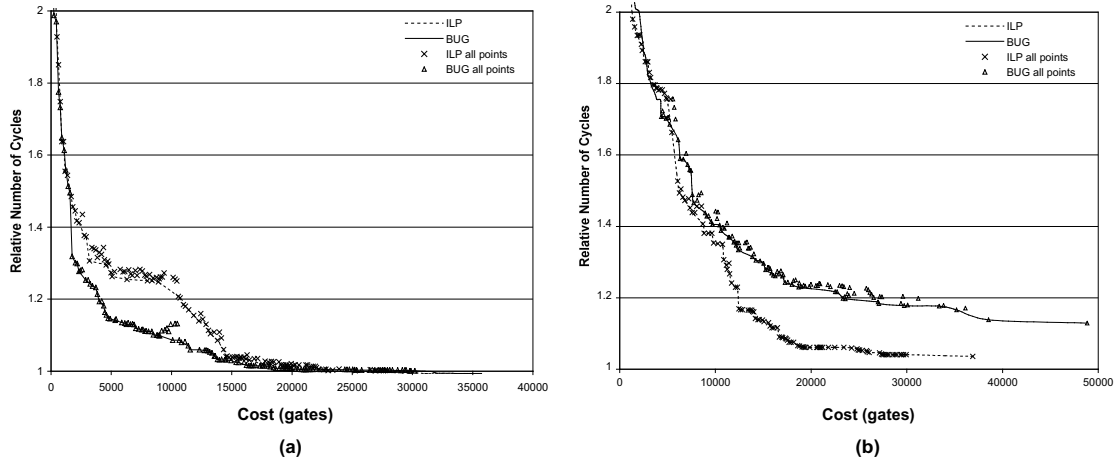 2
1.8
1.6
1.4
1.2
1
Relative Number of Cycles
0 5000 10000 15000 20000 25000 30000 35000 40000
Cost (gates)
ILP
BUG
ILP all points
BUG all points
(a)
2
1.8
1.6
1.4
1.2
1
Relative Number of Cycles
0 10000 20000 30000 40000 50000
Cost (gates)
ILP
BUG
ILP all points
BUG all points
(b)